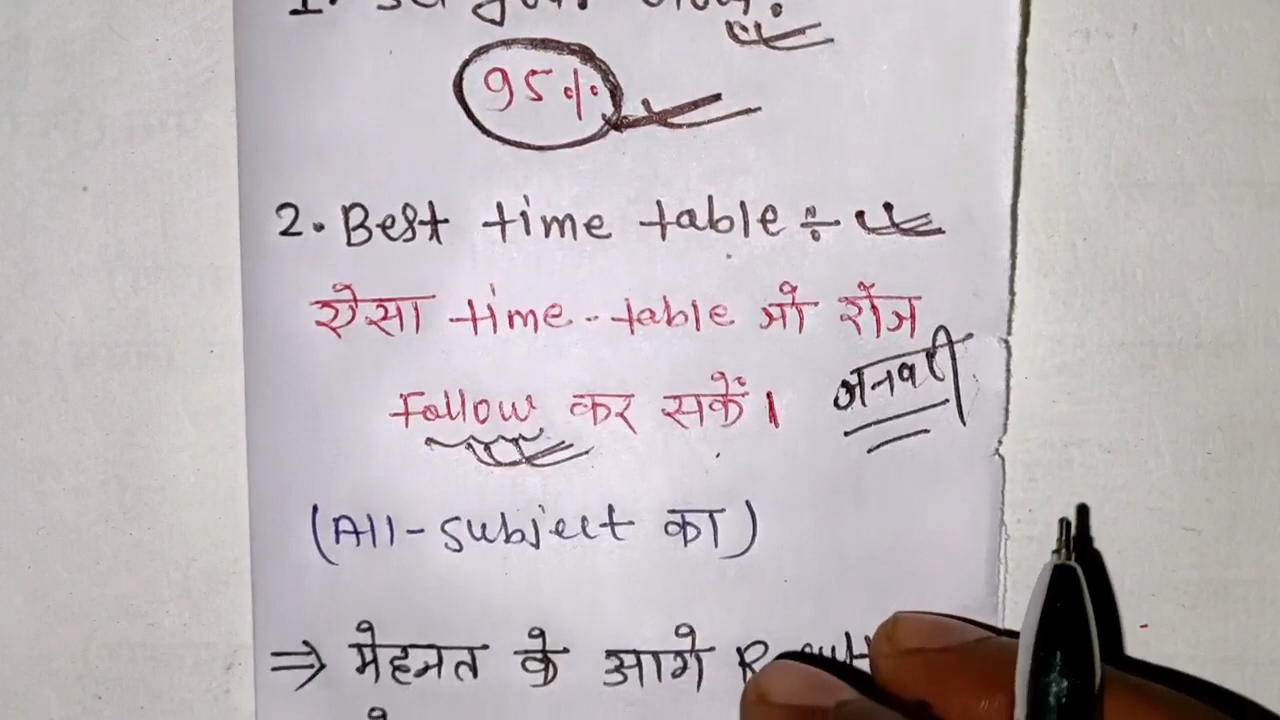 95%
2. Best time table ÷
ऐसा time-table जो रोज
Follow कर सकें।
जनवरी
(All-Subject का)
⇒ मेहनत के आगे